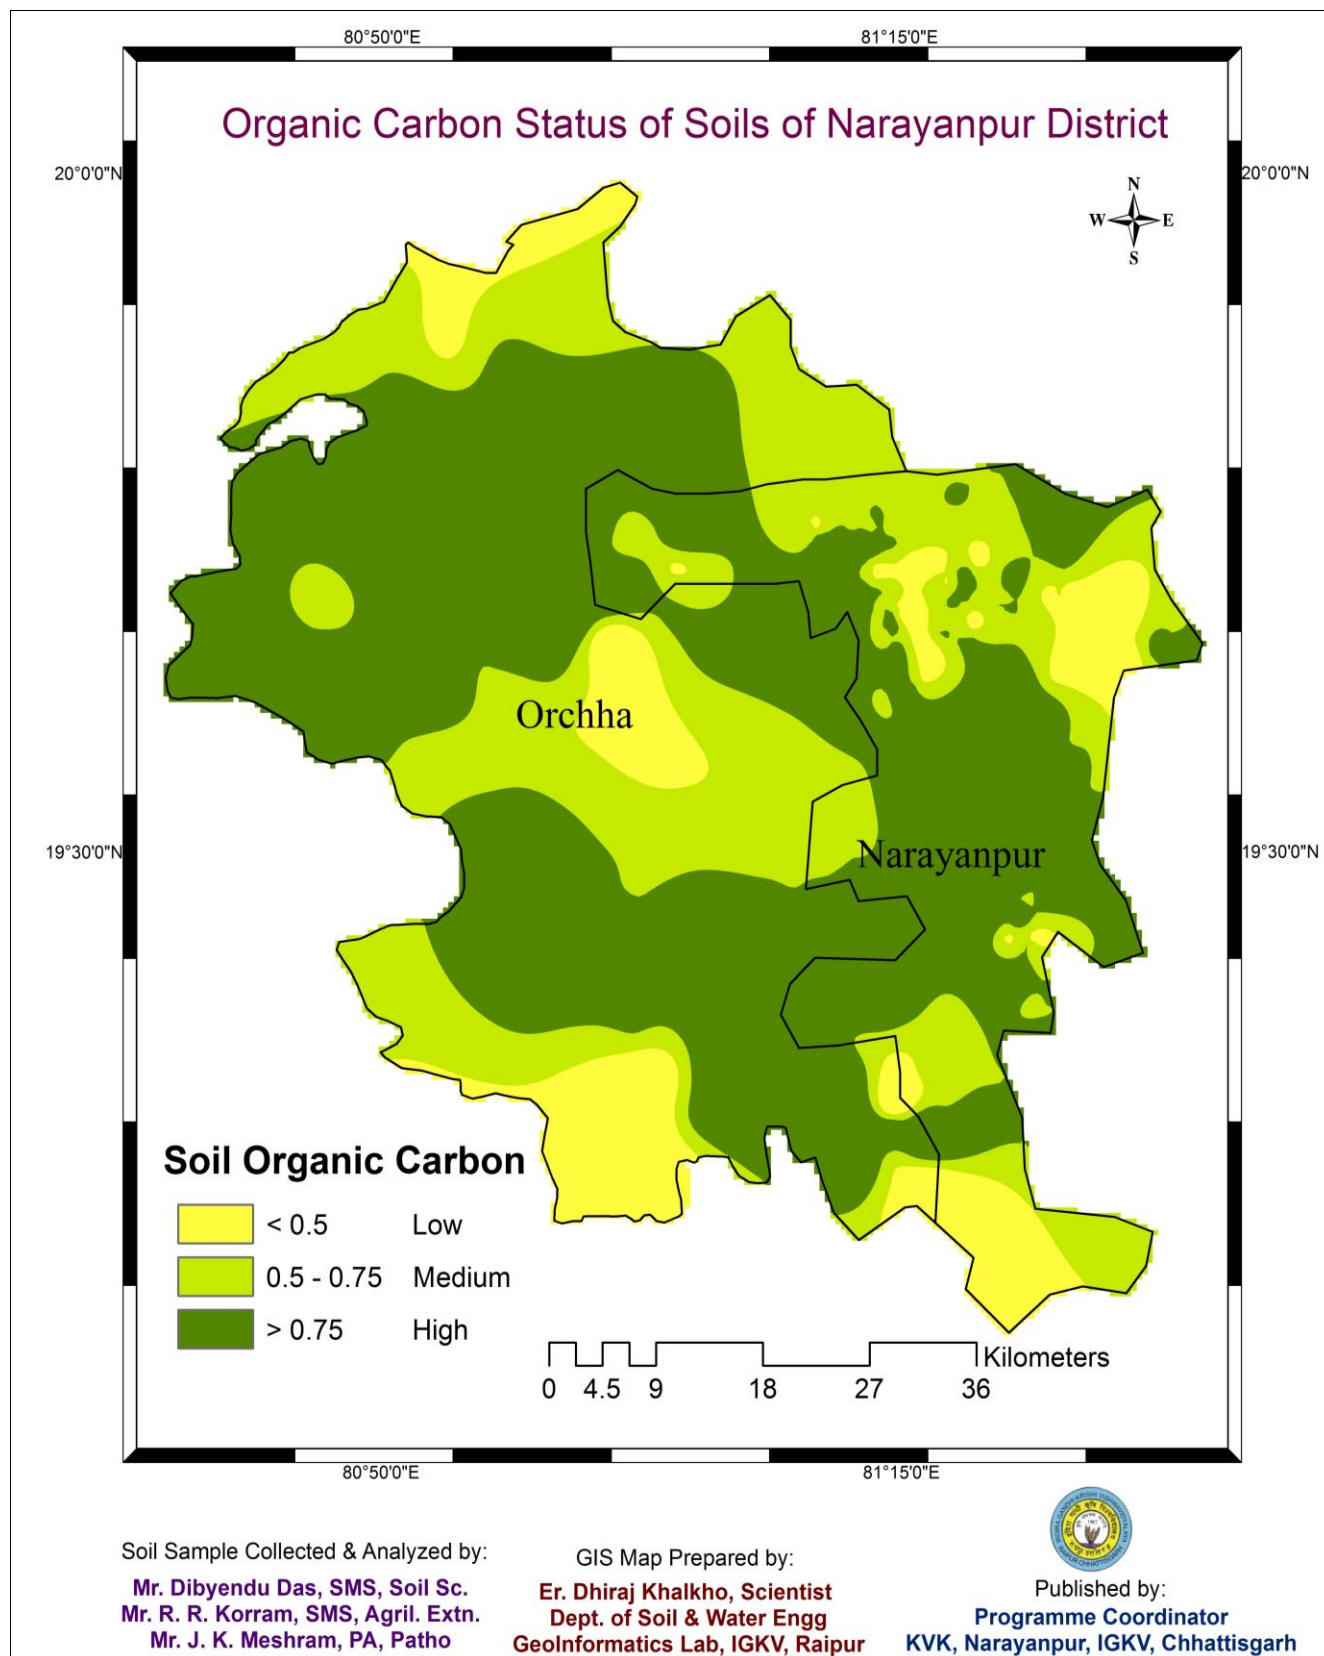 80°50'0"E 81°15'0"E
Organic Carbon Status of Soils of Narayanpur District
20°0'0"N 20°0'0"N
N
W E
S
Orchha
19°30'0"N 19°30'0"N
Narayanpur
Soil Organic Carbon
< 0.5 Low
0.5 - 0.75 Medium
> 0.75 High
Kilometers
0 4.5 9 18 27 36
80°50'0"E 81°15'0"E
Soil Sample Collected & Analyzed by:
Mr. Dibyendu Das, SMS, Soil Sc.
Mr. R. R. Korram, SMS, Agril. Extn.
Mr. J. K. Meshram, PA, Patho
GIS Map Prepared by:
Er. Dhiraj Khalkho, Scientist
Dept. of Soil & Water Engg
GeoInformatics Lab, IGKV, Raipur
Published by:
Programme Coordinator
KVK, Narayanpur, IGKV, Chhattisgarh